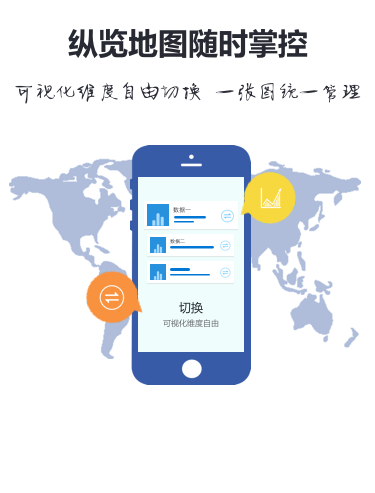 纵览地图随时掌控
可视化维度自由切换 一张图统一管理
数据一
数据二
切换
可视化维度自由